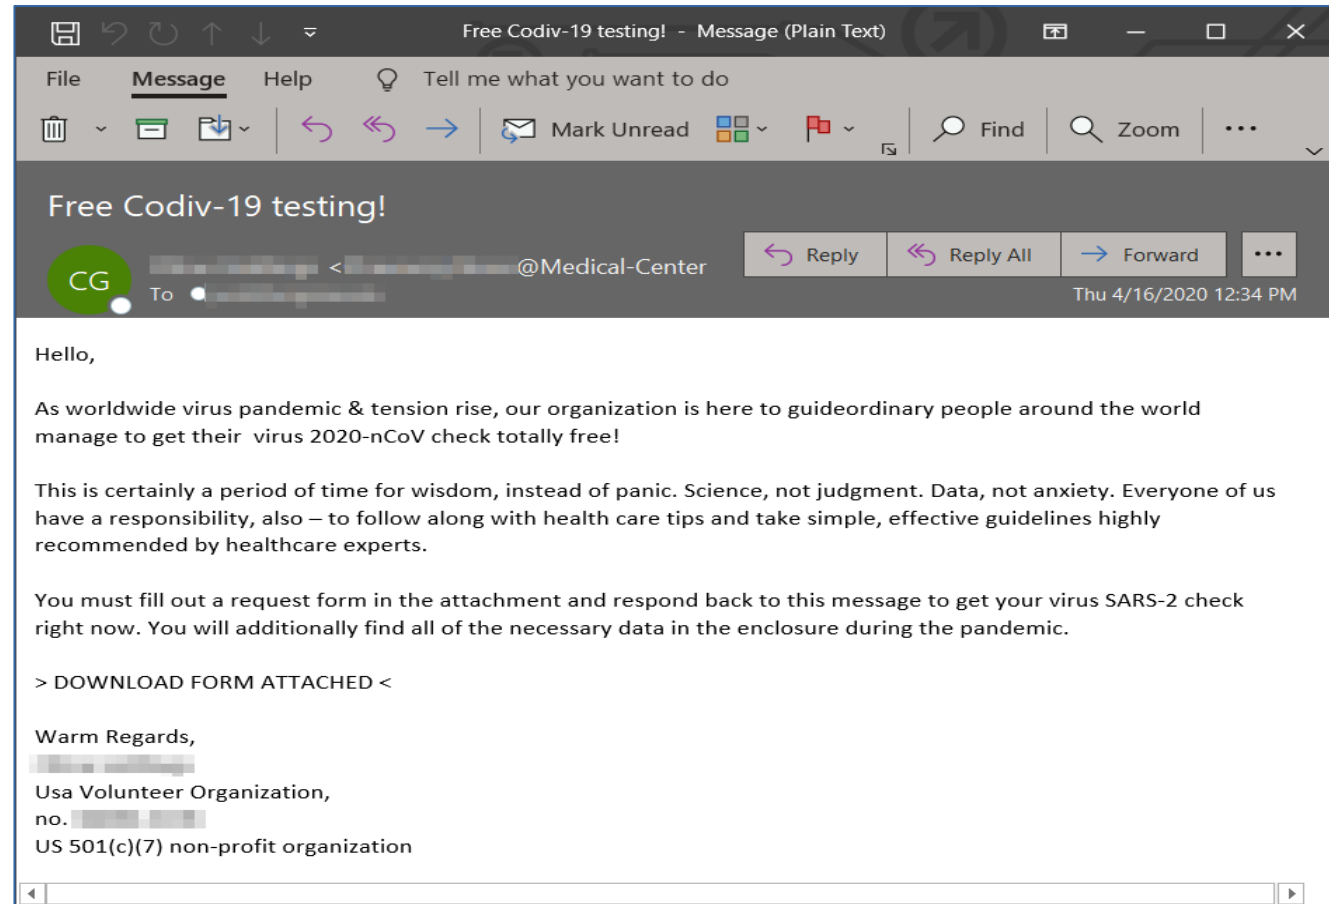 Free Codiv-19 testing! - Message (Plain Text)
File Message Help Tell me what you want to do
Mark Unread Find Zoom
Free Codiv-19 testing!
CG < @Medical-Center
Reply Reply All Forward
To
Thu 4/16/2020 12:34 PM
Hello,
As worldwide virus pandemic & tension rise, our organization is here to guideordinary people around the world
manage to get their  virus 2020-nCoV check totally free!
This is certainly a period of time for wisdom, instead of panic. Science, not judgment. Data, not anxiety. Everyone of us
have a responsibility, also – to follow along with health care tips and take simple, effective guidelines highly
recommended by healthcare experts.
You must fill out a request form in the attachment and respond back to this message to get your virus SARS-2 check
right now. You will additionally find all of the necessary data in the enclosure during the pandemic.
> DOWNLOAD FORM ATTACHED <
Warm Regards,
Usa Volunteer Organization,
no.
US 501(c)(7) non-profit organization